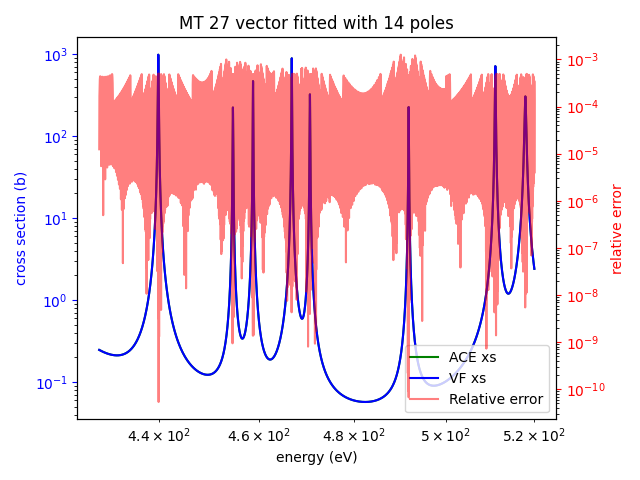 MT 27 vector fitted with 14 poles
cross section (b)
10³
10²
10¹
10⁰
10⁻¹
10⁻³
10⁻⁴
10⁻⁵
10⁻⁶
10⁻⁷
10⁻⁸
10⁻⁹
10⁻¹⁰
relative error
ACE xs
VF xs
Relative error
4.4 × 10² 4.6 × 10² 4.8 × 10² 5 × 10² 5.2 × 10²
energy (eV)